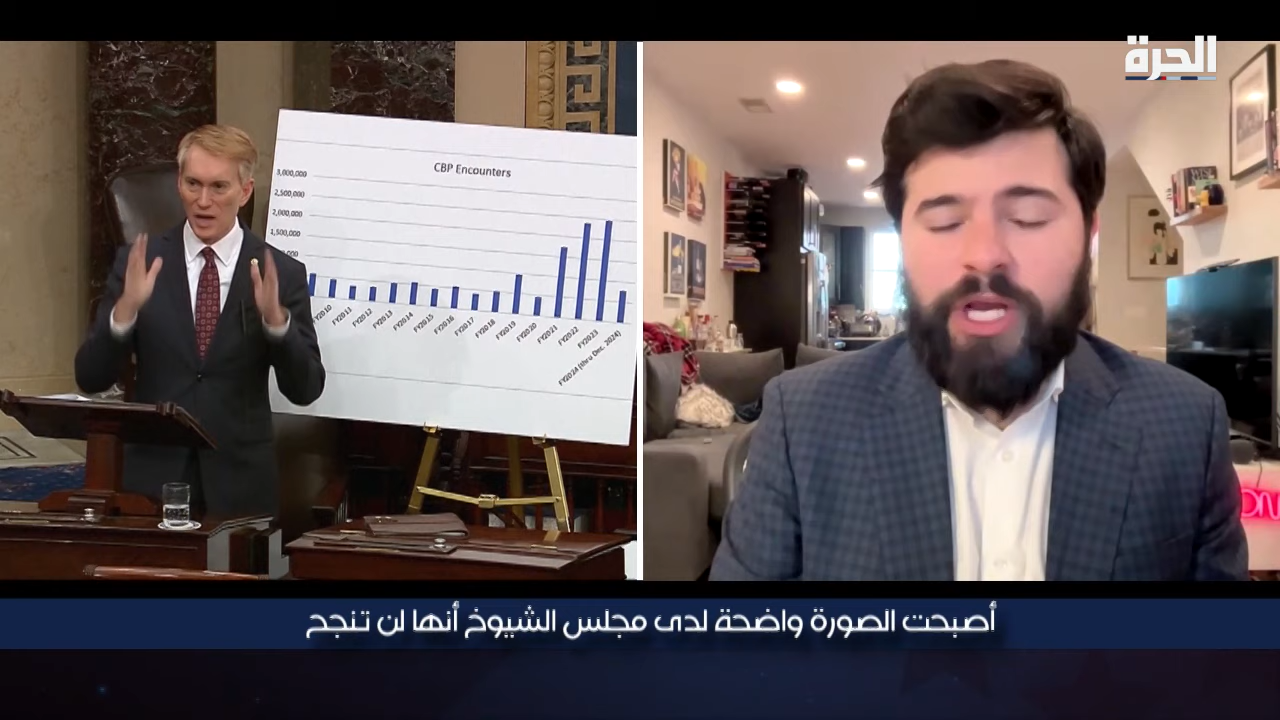 الحرة
CBP Encounters
3,000,000
2,500,000
2,000,000
1,500,000
FY2010
FY2011
FY2012
FY2013
FY2014
FY2015
FY2016
FY2017
FY2018
FY2019
FY2020
FY2021
FY2022
FY2023
FY2024 (thru Dec. 2024)
أصبحت الصورة واضحة لدى مجلس الشيوخ أنها لن تنجح